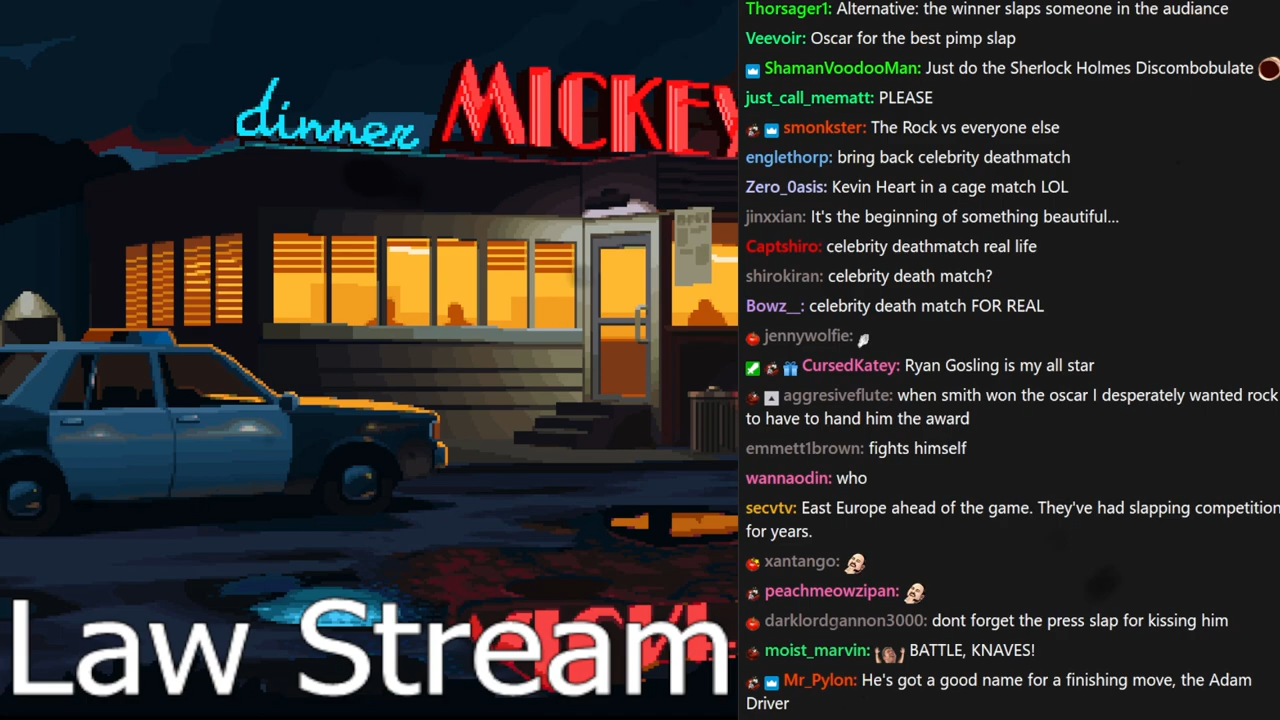 dinner
MICKEY
Law Stream
Thorsager1: Alternative: the winner slaps someone in the audience
Veevoir: Oscar for the best pimp slap
ShamanVoodooMan: Just do the Sherlock Holmes Discombobulate
just_call_mematt: PLEASE
smonkster: The Rock vs everyone else
englethorp: bring back celebrity deathmatch
Zero_0asis: Kevin Heart in a cage match LOL
jinxxian: It's the beginning of something beautiful...
Captshiro: celebrity deathmatch real life
shirokiran: celebrity death match?
Bowz__: celebrity death match FOR REAL
jennywolfie:
CursedKatey: Ryan Gosling is my all star
aggresiveflute: when smith won the oscar I desperately wanted rock
to have to hand him the award
emmett1brown: fights himself
wannaodin: who
secvtv: East Europe ahead of the game. They've had slapping competition
for years.
xantango:
peachmeowzipan:
darklordgannon3000: dont forget the press slap for kissing him
moist_marvin: BATTLE, KNAVES!
Mr_Pylon: He's got a good name for a finishing move, the Adam
Driver